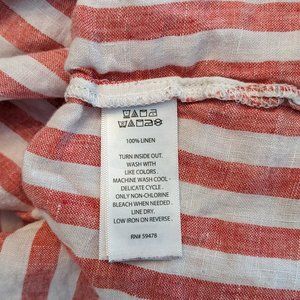 100% LINEN
TURN INSIDE OUT.
WASH WITH
LIKE COLORS.
MACHINE WASH COOL -
DELICATE CYCLE.
ONLY NON-CHLORINE
BLEACH WHEN NEEDED.
LINE DRY.
LOW IRON ON REVERSE.
RN# 59478